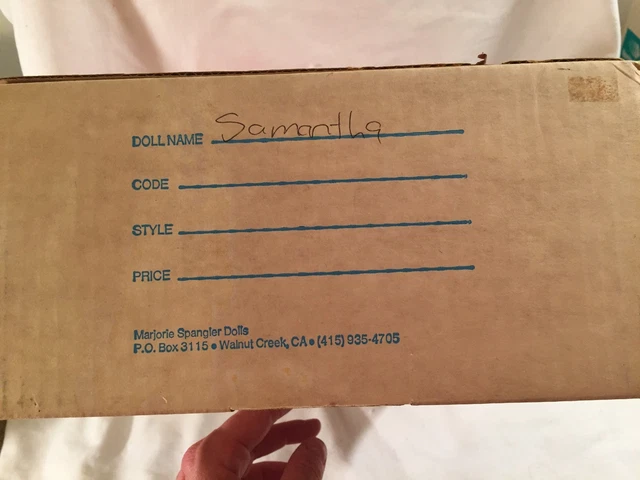 DOLL NAME Samantha
CODE
STYLE
PRICE
Marjorie Spangler Dolls
P.O. Box 3115 • Walnut Creek, CA • (415) 935-4705